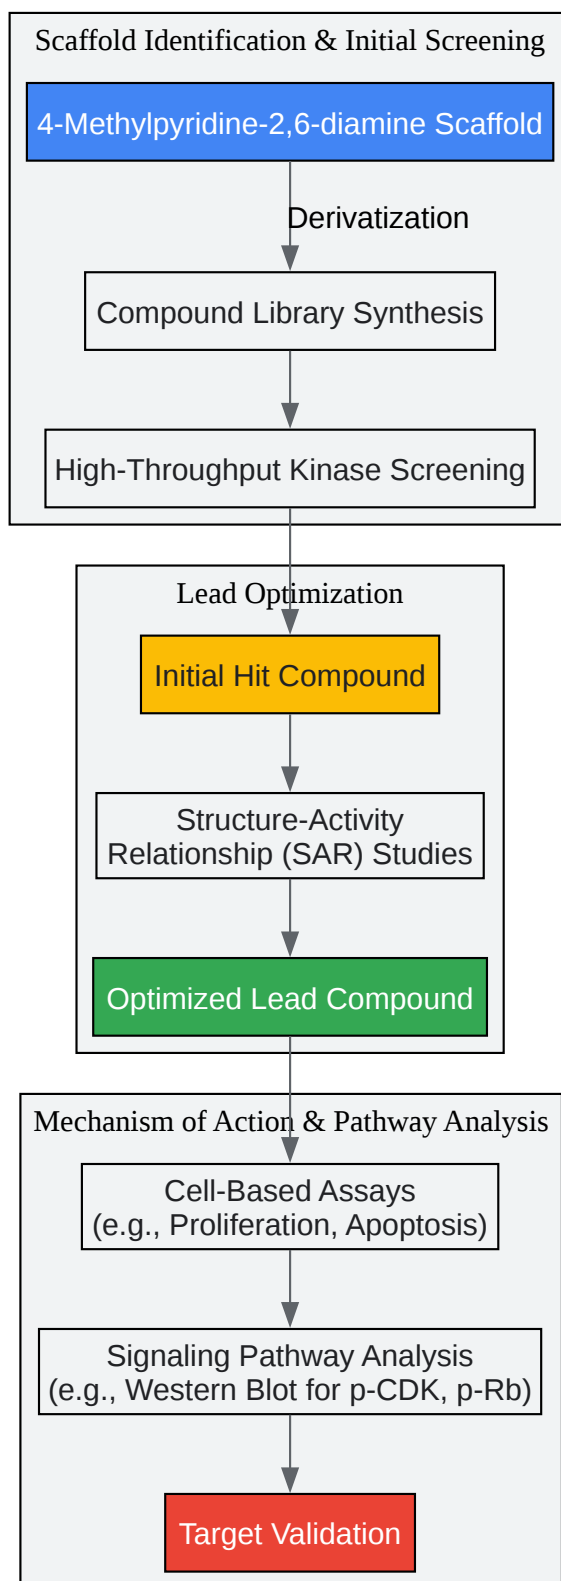 Scaffold Identification & Initial Screening
4-Methylpyridine-2,6-diamine Scaffold
Derivatization
Compound Library Synthesis
High-Throughput Kinase Screening
Lead Optimization
Initial Hit Compound
Structure-Activity
Relationship (SAR) Studies
Optimized Lead Compound
Mechanism of Action & Pathway Analysis
Cell-Based Assays
(e.g., Proliferation, Apoptosis)
Signaling Pathway Analysis
(e.g., Western Blot for p-CDK, p-Rb)
Target Validation